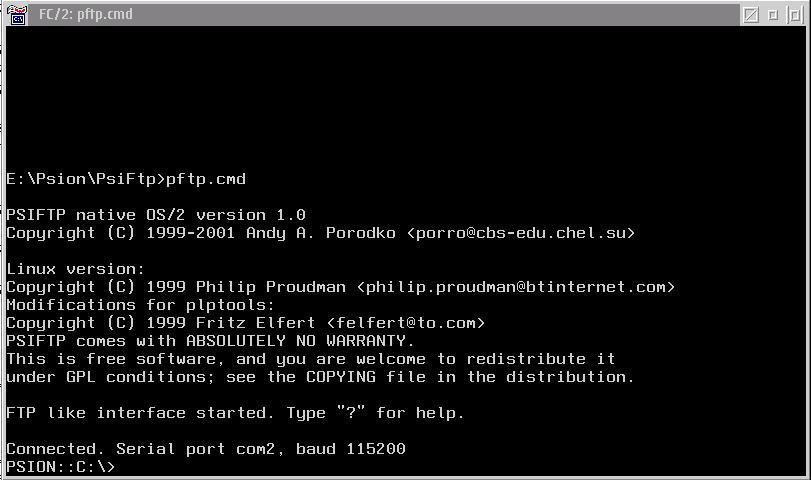 FC/2: pftp.cmd
E:\Psion\PsiFtp>pftp.cmd
PSIFTP native OS/2 version 1.0
Copyright (C) 1999-2001 Andy A. Porodko <porro@cbs-edu.chel.su>
Linux version:
Copyright (C) 1999 Philip Proudman <philip.proudman@btinternet.com>
Modifications for plptools:
Copyright (C) 1999 Fritz Elfert <felfert@to.com>
PSIFTP comes with ABSOLUTELY NO WARRANTY.
This is free software, and you are welcome to redistribute it
under GPL conditions; see the COPYING file in the distribution.
FTP like interface started. Type "?" for help.
Connected. Serial port com2, baud 115200
PSION::C:\>